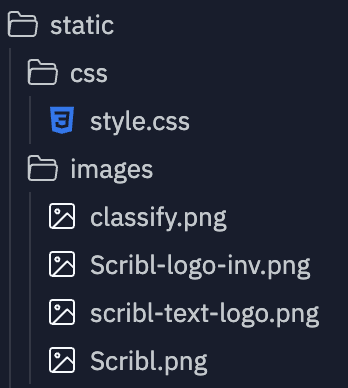 static
css
style.css
images
classify.png
Scribl-logo-inv.png
scribl-text-logo.png
Scribl.png